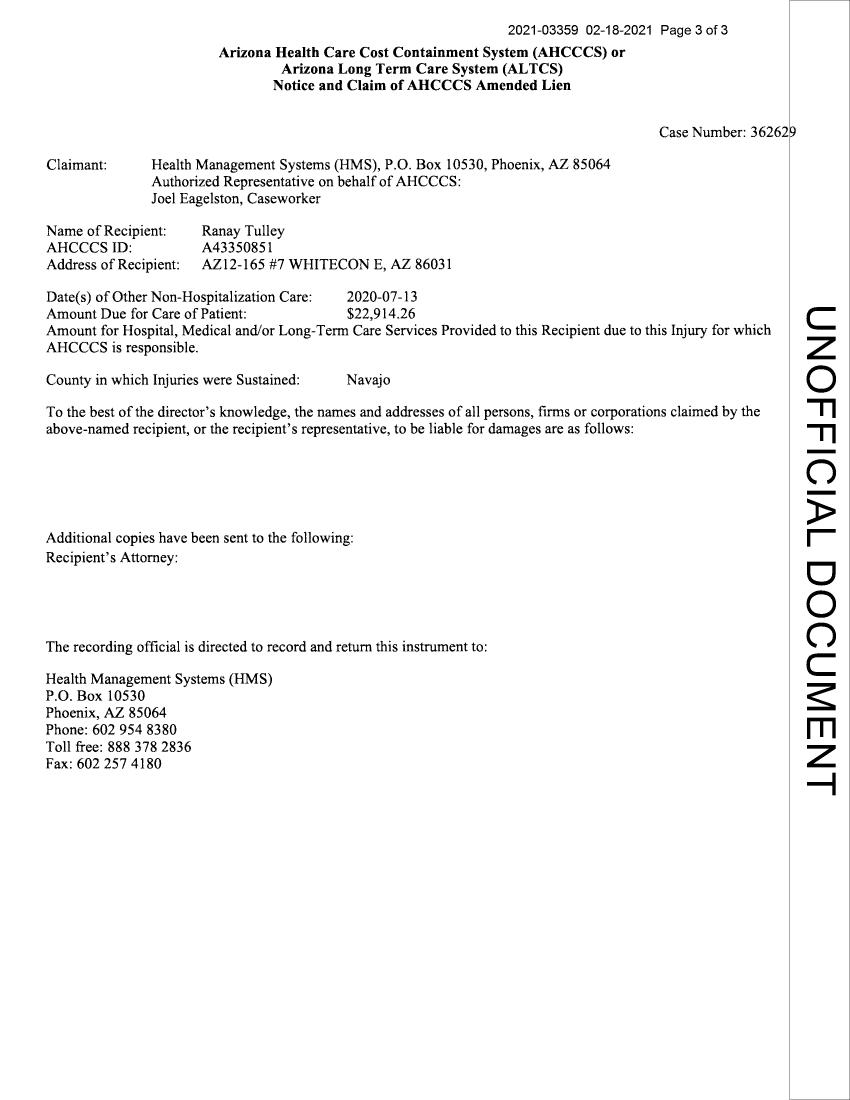 2021-03359 02-18-2021 Page 3 of 3
Arizona Health Care Cost Containment System (AHCCCS) or
Arizona Long Term Care System (ALTCS)
Notice and Claim of AHCCCS Amended Lien
Case Number: 362629
Claimant: Health Management Systems (HMS), P.O. Box 10530, Phoenix, AZ 85064
Authorized Representative on behalf of AHCCCS:
Joel Eagelston, Caseworker
Name of Recipient: Ranay Tulley
AHCCCS ID: A43350851
Address of Recipient: AZ12-165 #7 WHITECON E, AZ 86031
Date(s) of Other Non-Hospitalization Care: 2020-07-13
Amount Due for Care of Patient: $22,914.26
Amount for Hospital, Medical and/or Long-Term Care Services Provided to this Recipient due to this Injury for which
AHCCCS is responsible.
County in which Injuries were Sustained: Navajo
To the best of the director's knowledge, the names and addresses of all persons, firms or corporations claimed by the
above-named recipient, or the recipient's representative, to be liable for damages are as follows:
Additional copies have been sent to the following:
Recipient's Attorney:
The recording official is directed to record and return this instrument to:
Health Management Systems (HMS)
P.O. Box 10530
Phoenix, AZ 85064
Phone: 602 954 8380
Toll free: 888 378 2836
Fax: 602 257 4180
UNOFFICIAL DOCUMENT